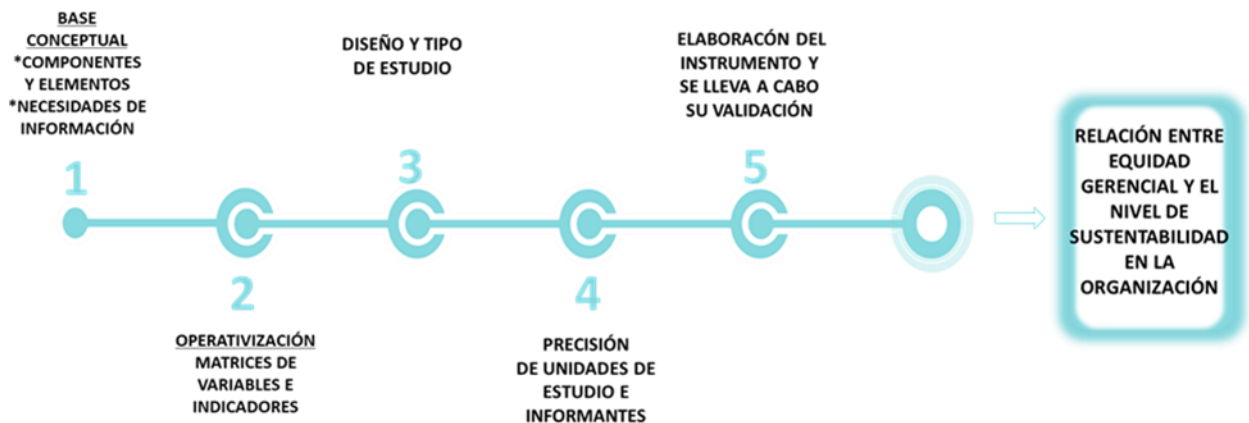 BASE
CONCEPTUAL
*COMPONENTES
Y ELEMENTOS
*NECESIDADES DE
INFORMACIÓN
1
2
OPERATIVIZACIÓN
MATRICES DE
VARIABLES E
INDICADORES
DISEÑO Y TIPO
DE ESTUDIO
3
4
PRECISIÓN
DE UNIDADES DE
ESTUDIO E
INFORMANTES
ELABORACÓN DEL
INSTRUMENTO Y
SE LLEVA A CABO
SU VALIDACIÓN
5
RELACIÓN ENTRE
EQUIDAD
GERENCIAL Y EL
NIVEL DE
SUSTENTABILIDAD
EN LA
ORGANIZACIÓN